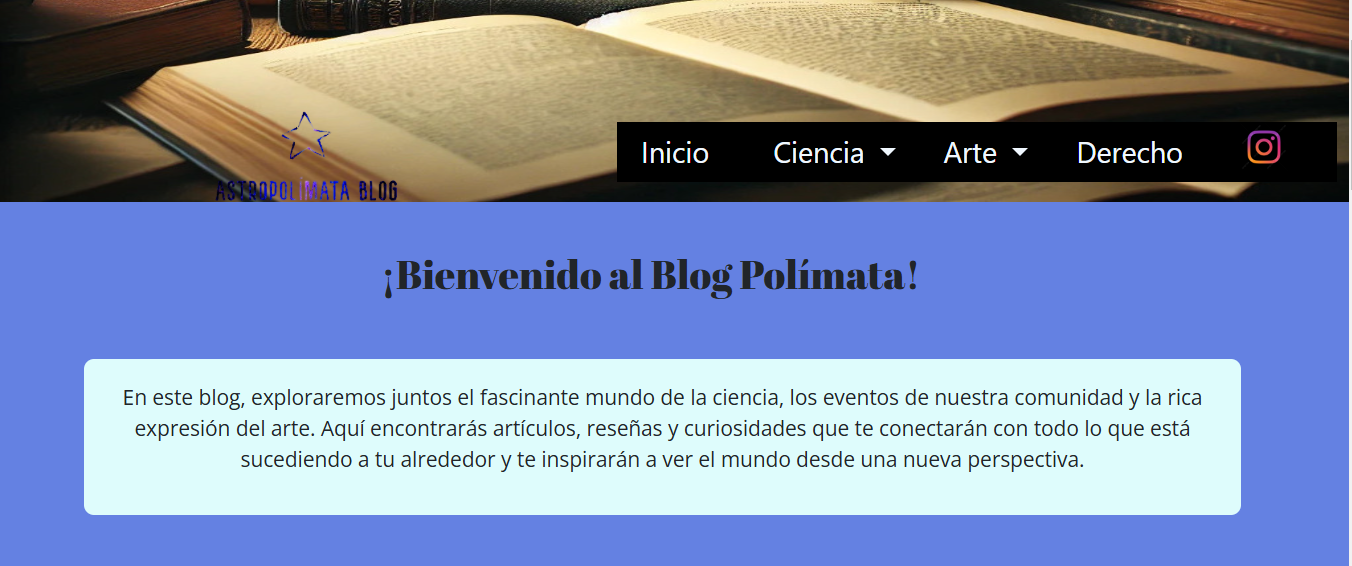 ASTROPOLÍMATA BLOG
Inicio Ciencia Arte Derecho
¡Bienvenido al Blog Polímata!
En este blog, exploraremos juntos el fascinante mundo de la ciencia, los eventos de nuestra comunidad y la rica
expresión del arte. Aquí encontrarás artículos, reseñas y curiosidades que te conectarán con todo lo que está
sucediendo a tu alrededor y te inspirarán a ver el mundo desde una nueva perspectiva.